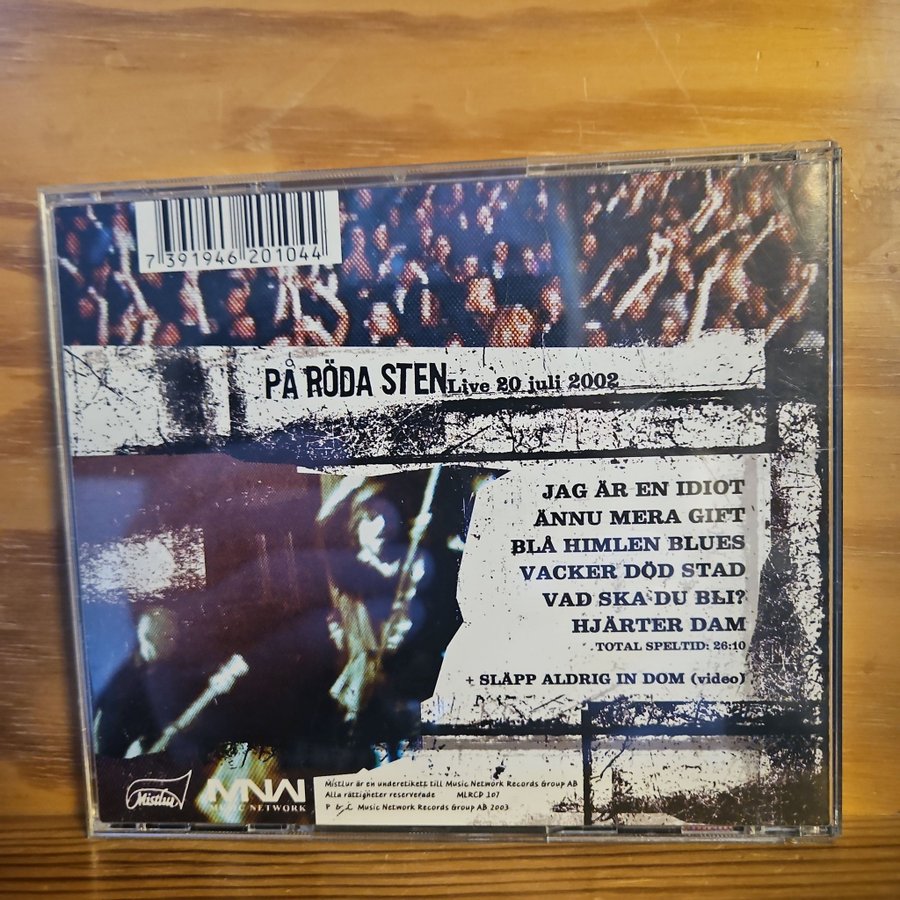 7 391946 201044
PÅ RÖDA STEN Live 20 juli 2002
JAG ÄR EN IDIOT
ÄNNU MERA GIFT
BLÅ HIMLEN BLUES
VACKER DÖD STAD
VAD SKA DU BLI?
HJÄRTER DAM
TOTAL SPELTID: 26:10
+ SLÄPP ALDRIG IN DOM (video)
Mistlur
MNW
MUSIC NETWORK
Mistlur är en underetikett till Music Network Records Group AB
Alla rättigheter reserverade MLRCP 107
Music Network Records Group AB 2003